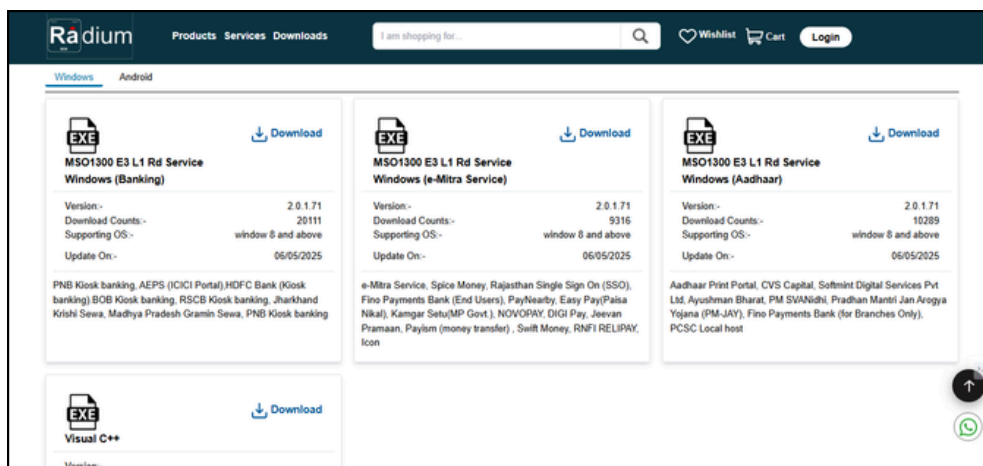 Radium
Products Services Downloads
I am shopping for...
Wishlist
Cart
Login
Windows
Android
EXE
Download
MSO1300 E3 L1 Rd Service
Windows (Banking)
Version:- 2.0.1.71
Download Counts:- 20111
Supporting OS:- window 8 and above
Update On:- 06/05/2025
PNB Kiosk banking, AEPS (ICICI Portal),HDFC Bank (Kiosk
banking) BOB Kiosk banking, RSCB Kiosk banking, Jharkhand
Krishi Sewa, Madhya Pradesh Gramin Sewa, PNB Kiosk banking
EXE
Download
MSO1300 E3 L1 Rd Service
Windows (e-Mitra Service)
Version:- 2.0.1.71
Download Counts:- 9316
Supporting OS:- window 8 and above
Update On:- 06/05/2025
e-Mitra Service, Spice Money, Rajasthan Single Sign On (SSO),
Fino Payments Bank (End Users), PayNearby, Easy Pay(Paisa
Nikal), Kamgar Setu(MP Govt.), NOVOPAY, DIGI Pay, Jeevan
Pramaan, Payism (money transfer) , Swift Money, RNFI RELIPAY,
Icon
EXE
Download
MSO1300 E3 L1 Rd Service
Windows (Aadhaar)
Version:- 2.0.1.71
Download Counts:- 10289
Supporting OS:- window 8 and above
Update On:- 06/05/2025
Aadhaar Print Portal, CVS Capital, Softmint Digital Services Pvt
Ltd, Ayushman Bharat, PM SVANidhi, Pradhan Mantri Jan Arogya
Yojana (PM-JAY), Fino Payments Bank (for Branches Only),
PCSC Local host
EXE
Download
Visual C++
Version:-